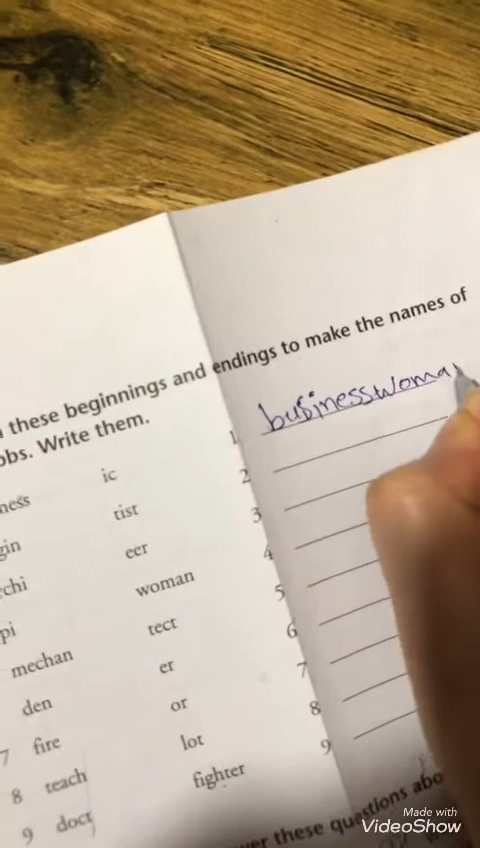 these beginnings and endings to make the names of
obs. Write them.
ness ic
gin tist
chi eer
pi woman
mechan tect
den er
7 fire or
8 teach lot
9 doct fighter
1 businesswoma
2
3
4
5
6
7
8
9
er these questions abo
Made with
VideoShow